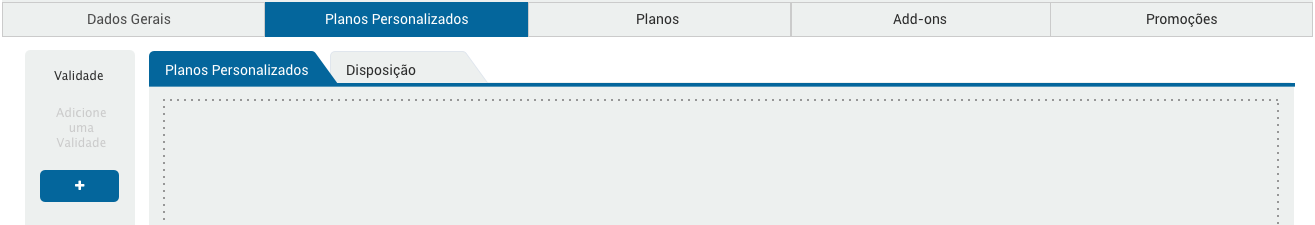 Dados Gerais
Planos Personalizados
Planos
Add-ons
Promoções
Validade
Adicione
uma
Validade
+
Planos Personalizados
Disposição